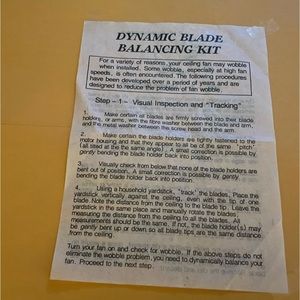 DYNAMIC BLADE
BALANCING KIT
For a variety of reasons, your ceiling fan may wobble
when installed. Some wobble, especially at high fan
speeds, is often encountered. The following procedures
have been developed over a period of years and are
designed to reduce the problem of fan wobble.
Step - 1 - Visual Inspection and "Tracking"
1. Make certain all blades are firmly screwed into their blade
holders, or arms, with the fibre washer between the blade and arm,
and the metal washer between the screw head and the arm.
2. Make certain the blade holders are tightly fastened to the
motor housing and that they appear to all be of the same pitch
(all tilted at the same angle). A small correction is possible by
gently bending the blade holder back into position.
3. Visually check from below that none of the blade holders are
bent out of position. A small correction is possible by gently
bending the blade holder back into position.
4. Using a household yardstick, "track" the blades. Place the
yardstick vertically against the ceiling, even with the tip of one
blade. Note the distance from the ceiling to the blade tip. Leave the
yardstick in the same place and manually rotate the blades,
measuring the distance from the ceiling to all the blades. All
measurements should be the same. If not, the blade holder(s) may
be gently bent up or down so all blade tips are the same distance
from the ceiling.
Turn your fan on and check for wobble. If the above steps do not
eliminate the wobble problem, you need to dynamically balance your
fan. Proceed to the next step.